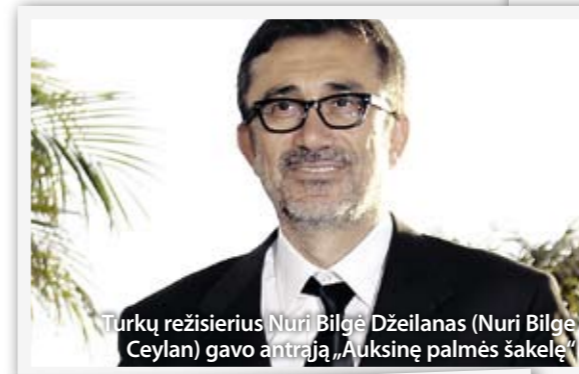 Turkų režisierius Nuri Bilgė Džeilanas (Nuri Bilge
Ceylan) gavo antrąją „Auksinę palmės šakelę“